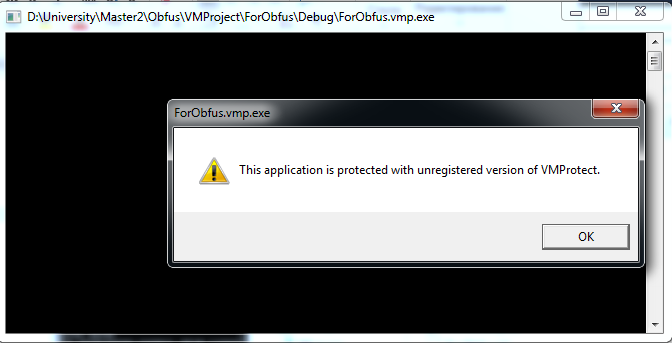 D:\University\Master2\Obfus\VMProject\ForObfus\Debug\ForObfus.vmp.exe
ForObfus.vmp.exe
This application is protected with unregistered version of VMProtect.
OK